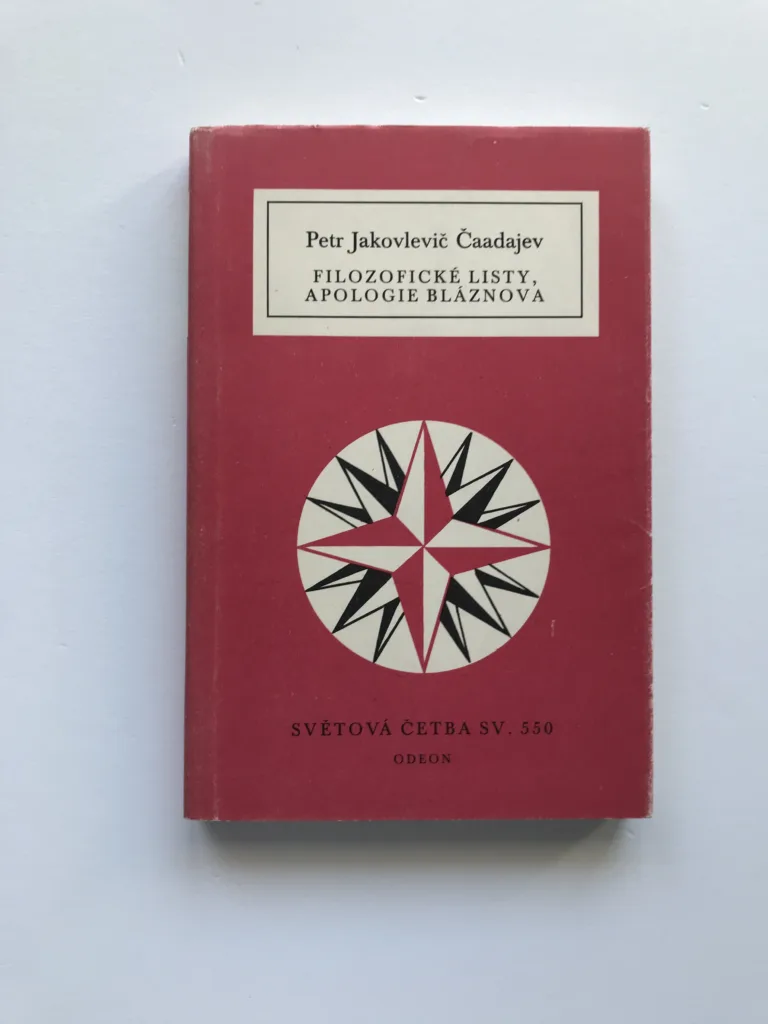 Petr Jakovlevič Čaadajev
FILOZOFICKÉ LISTY,
APOLOGIE BLÁZNOVA
SVĚTOVÁ ČETBA SV. 550
ODEON